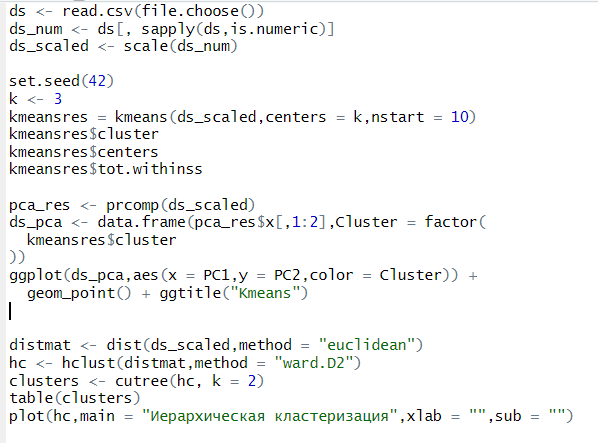 ds <- read.csv(file.choose())
ds_num <- ds[, sapply(ds,is.numeric)]
ds_scaled <- scale(ds_num)
set.seed(42)
k <- 3
kmeansres = kmeans(ds_scaled,centers = k,nstart = 10)
kmeansres$cluster
kmeansres$centers
kmeansres$tot.withinss
pca_res <- prcomp(ds_scaled)
ds_pca <- data.frame(pca_res$x[,1:2],Cluster = factor(
  kmeansres$cluster
))
ggplot(ds_pca,aes(x = PC1,y = PC2,color = Cluster)) +
  geom_point() + ggtitle("Kmeans")
distmat <- dist(ds_scaled,method = "euclidean")
hc <- hclust(distmat,method = "ward.D2")
clusters <- cutree(hc, k = 2)
table(clusters)
plot(hc,main = "Иерархическая кластеризация",xlab = "",sub = "")